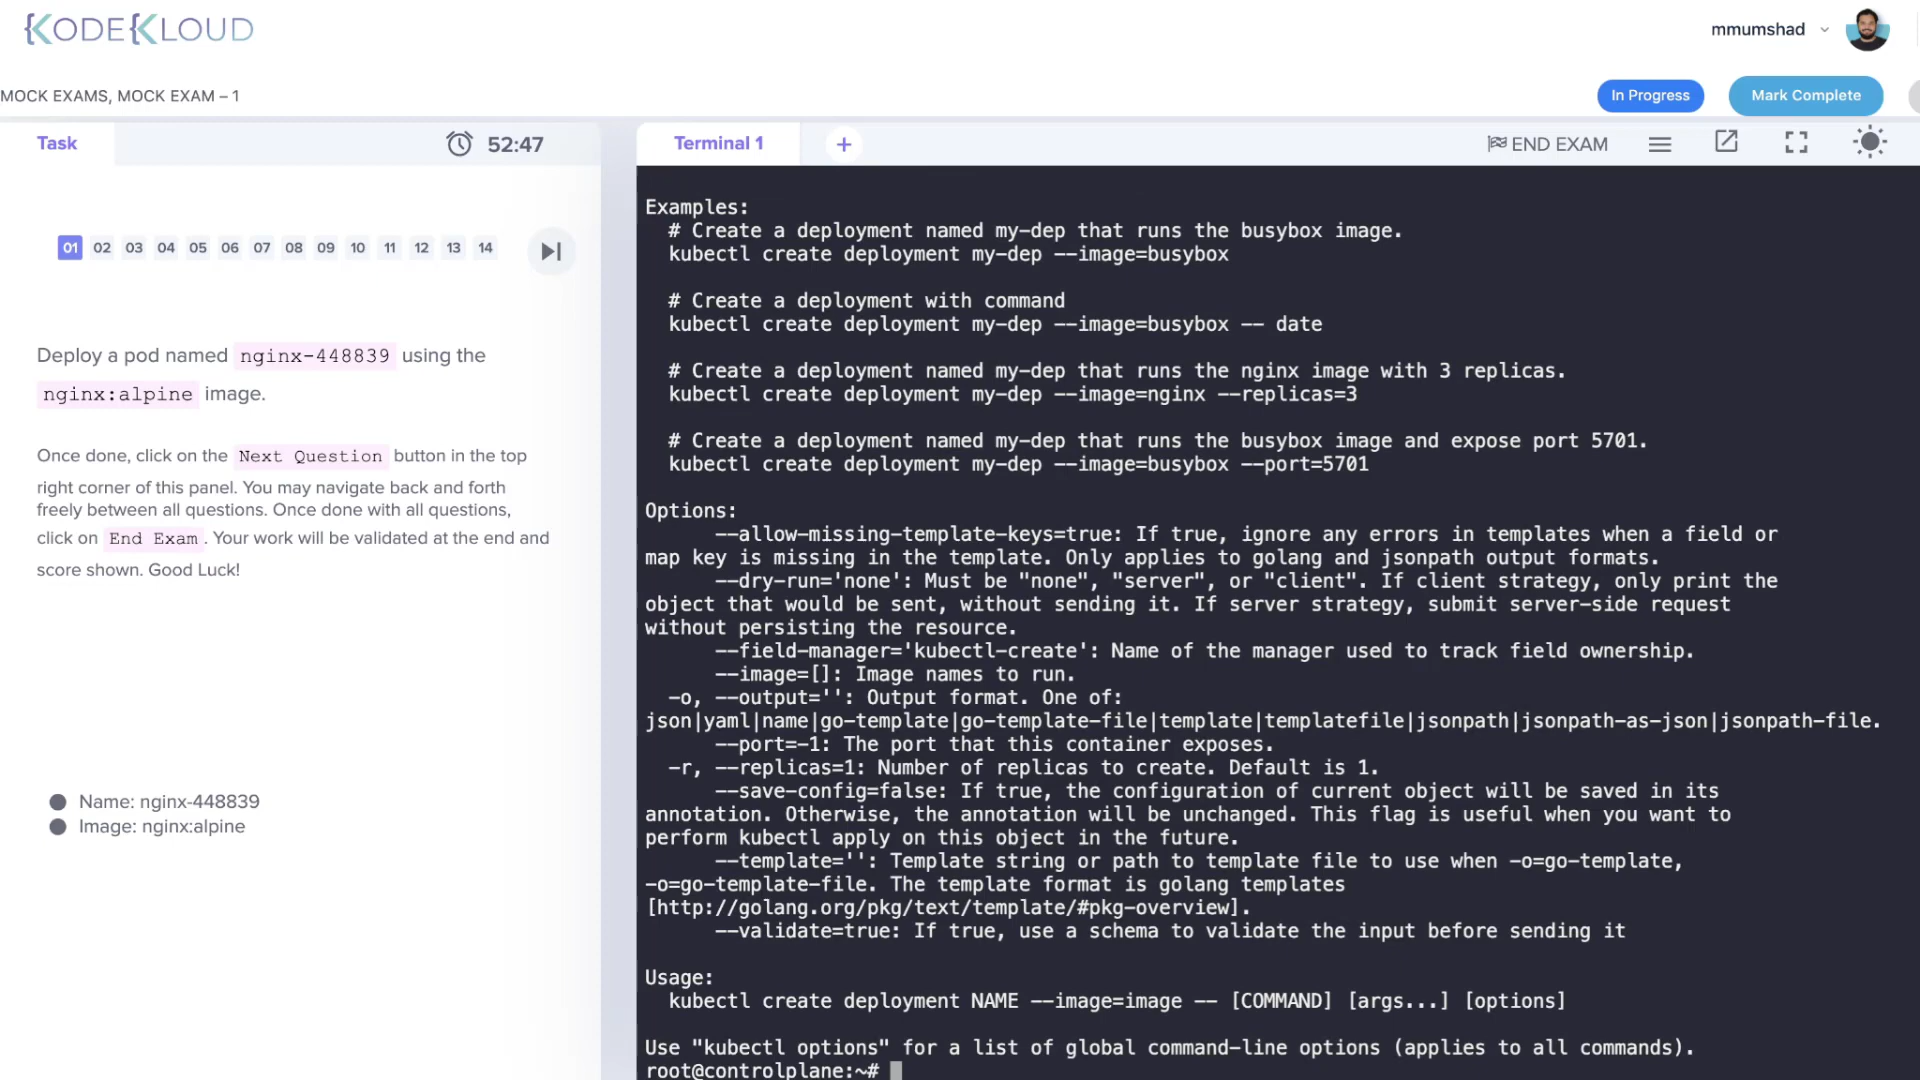 KODEKLOUD
mmumshad
MOCK EXAMS, MOCK EXAM – 1
In Progress
Mark Complete
Task
52:47
01 02 03 04 05 06 07 08 09 10 11 12 13 14
Deploy a pod named nginx-448839 using the
nginx:alpine image.
Once done, click on the Next Question button in the top
right corner of this panel. You may navigate back and forth
freely between all questions. Once done with all questions,
click on End Exam. Your work will be validated at the end and
score shown. Good Luck!
Name: nginx-448839
Image: nginx:alpine
Terminal 1
+
END EXAM
Examples:
# Create a deployment named my-dep that runs the busybox image.
kubectl create deployment my-dep --image=busybox
# Create a deployment with command
kubectl create deployment my-dep --image=busybox -- date
# Create a deployment named my-dep that runs the nginx image with 3 replicas.
kubectl create deployment my-dep --image=nginx --replicas=3
# Create a deployment named my-dep that runs the busybox image and expose port 5701.
kubectl create deployment my-dep --image=busybox --port=5701
Options:
--allow-missing-template-keys=true: If true, ignore any errors in templates when a field or
map key is missing in the template. Only applies to golang and jsonpath output formats.
--dry-run='none': Must be "none", "server", or "client". If client strategy, only print the
object that would be sent, without sending it. If server strategy, submit server-side request
without persisting the resource.
--field-manager='kubectl-create': Name of the manager used to track field ownership.
--image=[]: Image names to run.
-o, --output='': Output format. One of:
json|yaml|name|go-template|go-template-file|template|templatefile|jsonpath|jsonpath-as-json|jsonpath-file.
--port=-1: The port that this container exposes.
-r, --replicas=1: Number of replicas to create. Default is 1.
--save-config=false: If true, the configuration of current object will be saved in its
annotation. Otherwise, the annotation will be unchanged. This flag is useful when you want to
perform kubectl apply on this object in the future.
--template='': Template string or path to template file to use when -o=go-template,
-o=go-template-file. The template format is golang templates
[http://golang.org/pkg/text/template/#pkg-overview].
--validate=true: If true, use a schema to validate the input before sending it
Usage:
kubectl create deployment NAME --image=image -- [COMMAND] [args...] [options]
Use "kubectl options" for a list of global command-line options (applies to all commands).
root@controlplane:~#